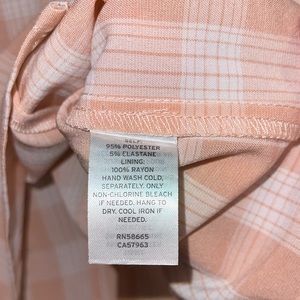 SELF:
95% POLYESTER
5% ELASTANE
LINING:
100% RAYON
HAND WASH COLD,
SEPARATELY. ONLY
NON-CHLORINE BLEACH
IF NEEDED. HANG TO
DRY. COOL IRON IF
NEEDED.
RN58665
CA57963